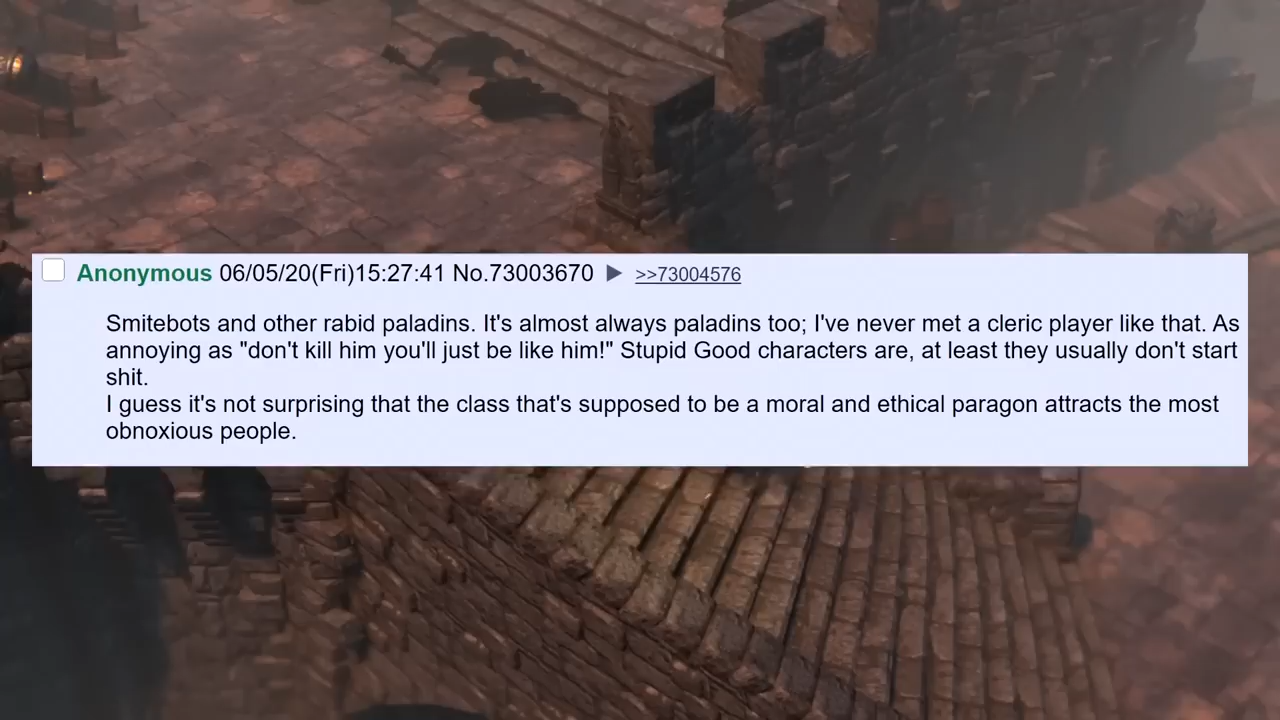 Anonymous 06/05/20(Fri)15:27:41 No.73003670 ▶ >>73004576
Smitebots and other rabid paladins. It's almost always paladins too; I've never met a cleric player like that. As
annoying as "don't kill him you'll just be like him!" Stupid Good characters are, at least they usually don't start
shit.
I guess it's not surprising that the class that's supposed to be a moral and ethical paragon attracts the most
obnoxious people.